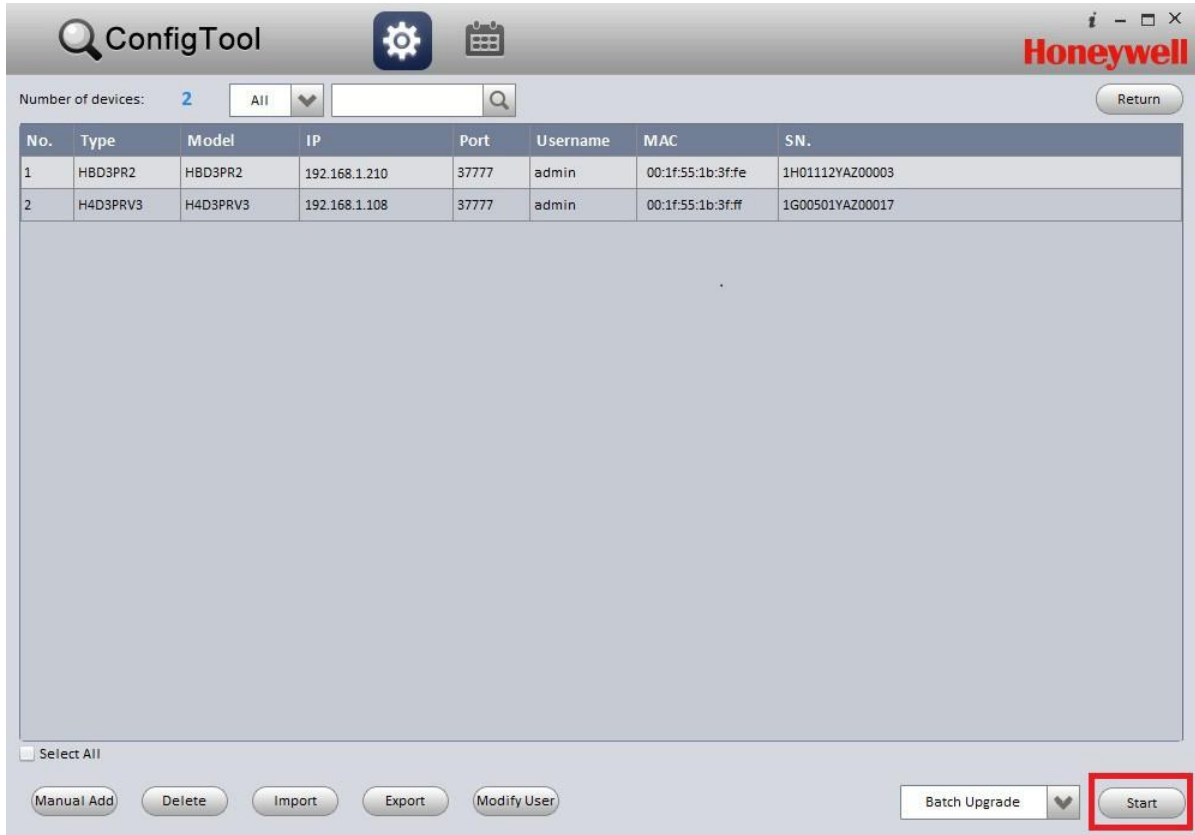 ConfigTool
i
Honeywell
Number of devices: 2 All Return
No. Type Model IP Port Username MAC SN.
1 HBD3PR2 HBD3PR2 192.168.1.210 37777 admin 00:1f:55:1b:3f:fe 1H01112YAZ00003
2 H4D3PRV3 H4D3PRV3 192.168.1.108 37777 admin 00:1f:55:1b:3f:ff 1G00501YAZ00017
Select All
Manual Add Delete Import Export Modify User Batch Upgrade Start